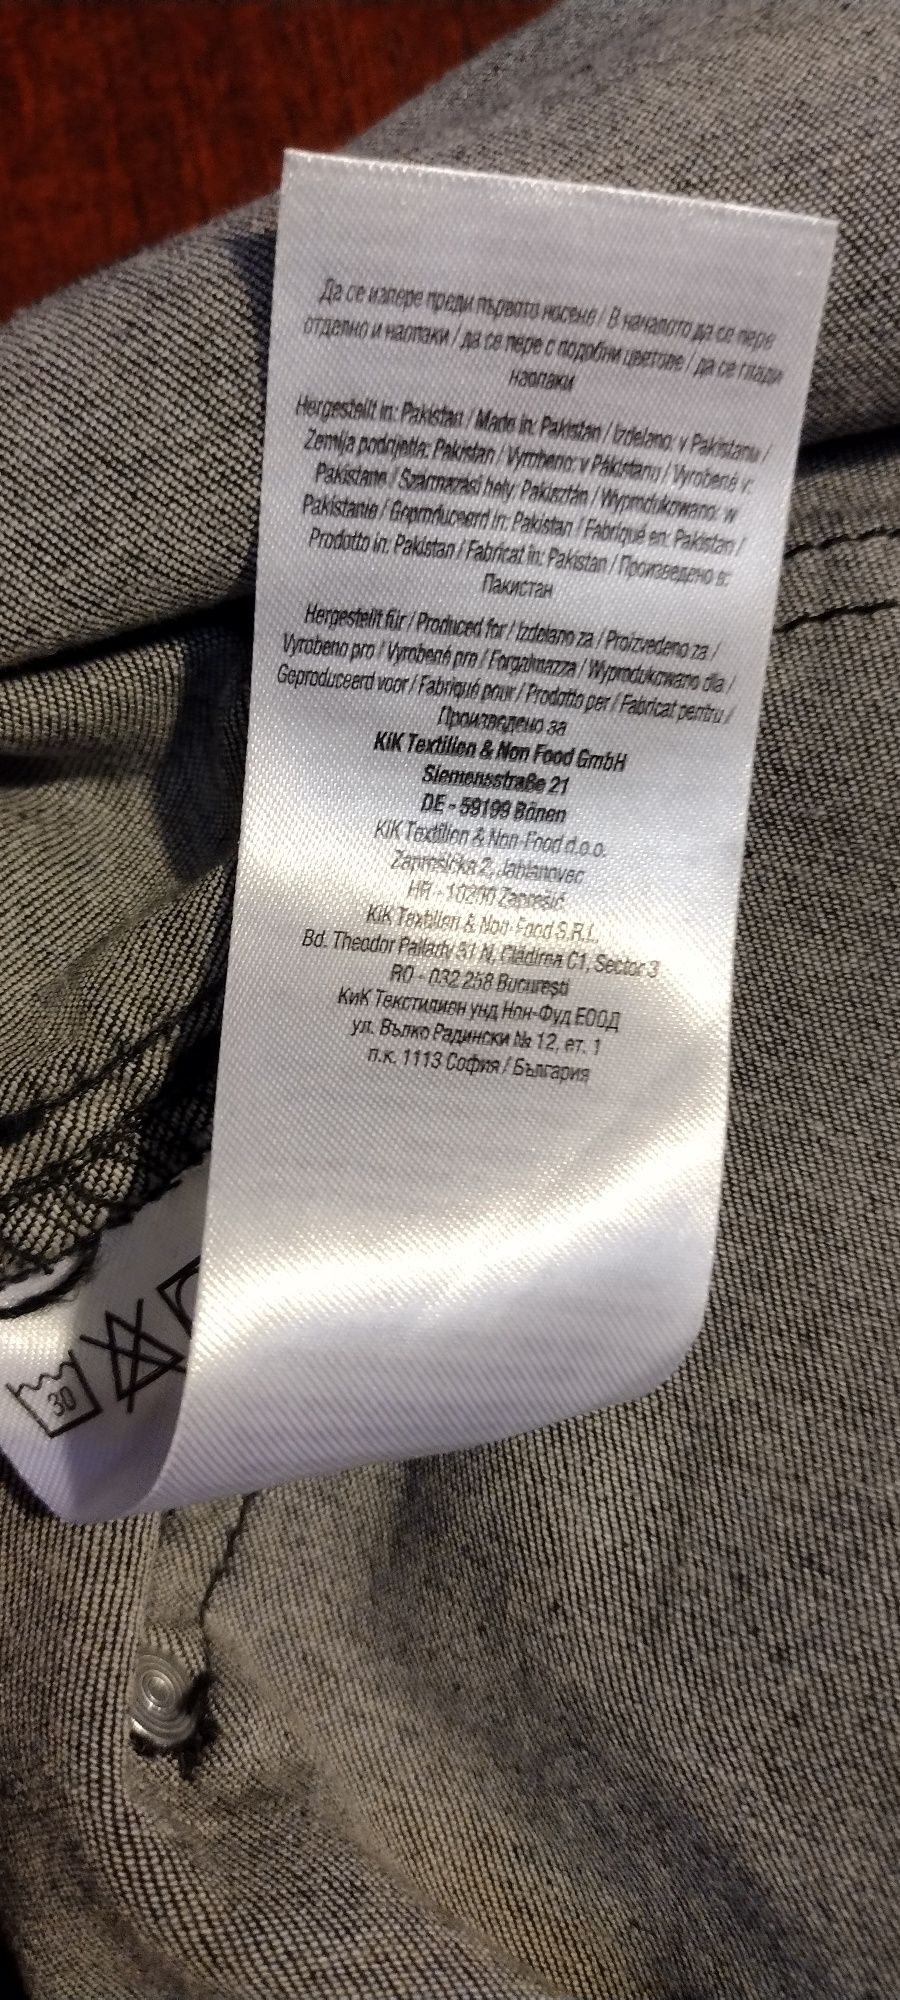 Да се изпере преди първото носене / В началото да се пере
отделно и наопаки / да се пере с подобни цветове / да се глади
наопаки
Hergestellt in: Pakistan / Made in: Pakistan / Izdelano: v Pakistanu /
Zemlja podrijetla: Pakistan / Vyrobeno: v Pákistánu / Vyrobené v:
Pakistane / Származási hely: Pakisztán / Wyprodukowano: w
Pakistanie / Geproduceerd in: Pakistan / Fabriqué en: Pakistan /
Prodotto in: Pakistan / Fabricat in: Pakistan / Произведено в:
Пакистан
Hergestellt für / Produced for / Izdelano za / Proizvedeno za /
Vyrobeno pro / Vyrobené pre / Forgalmazza / Wyprodukowano dla /
Geproduceerd voor / Fabriqué pour / Prodotto per / Fabricat pentru /
Произведено за
KiK Textilien & Non Food GmbH
Siemensstraße 21
DE - 59199 Bönen
KiK Textilien & Non-Food d.o.o.
Zaprešićka 2, Jablanovec
HR - 10290 Zaprešić
KiK Textilien & Non-Food S.R.L.
Bd. Theodor Pallady 51 N, Clădirea C1, Sector 3
RO - 032 258 Bucureşti
КиК Текстилиен унд Нон-Фуд ЕООД
ул. Вълко Радински № 12, ет. 1
п.к. 1113 София / България
30